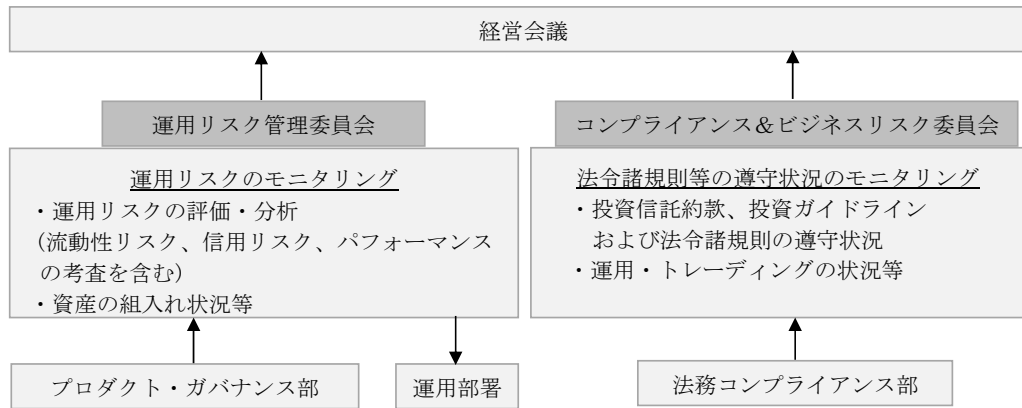 経営会議
運用リスク管理委員会
運用リスクのモニタリング
・運用リスクの評価・分析
(流動性リスク、信用リスク、パフォーマンス
の考査を含む)
・資産の組入れ状況等
コンプライアンス＆ビジネスリスク委員会
法令諸規則等の遵守状況のモニタリング
・投資信託約款、投資ガイドライン
および法令諸規則の遵守状況
・運用・トレーディングの状況等
プロダクト・ガバナンス部
運用部署
法務コンプライアンス部